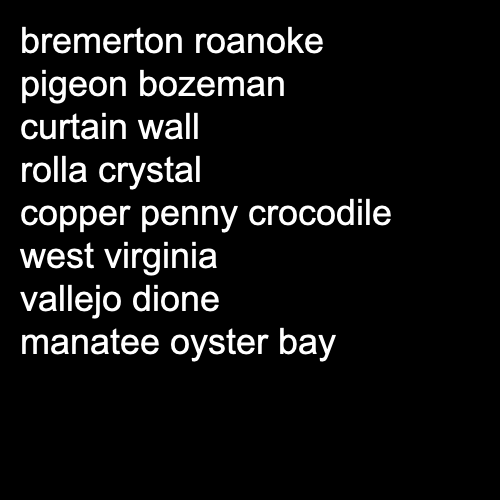 bremerton roanoke
pigeon bozeman
curtain wall
rolla crystal
copper penny crocodile
west virginia
vallejo dione
manatee oyster bay